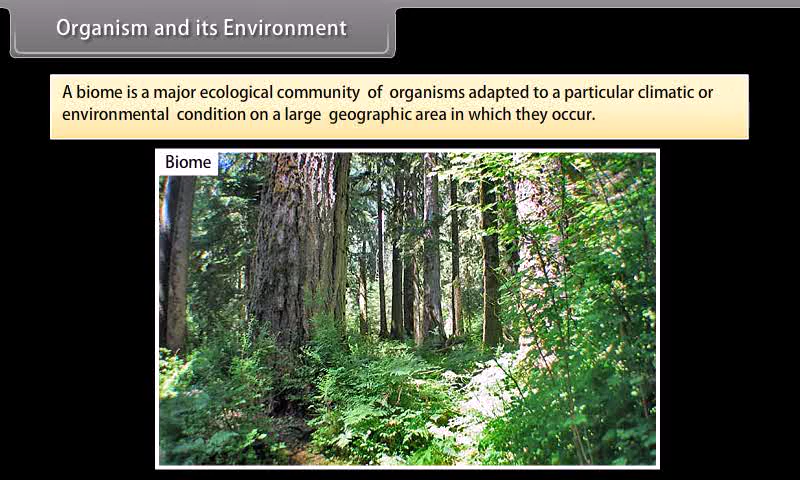 Organism and its Environment
A biome is a major ecological community of organisms adapted to a particular climatic or
environmental condition on a large geographic area in which they occur.
Biome